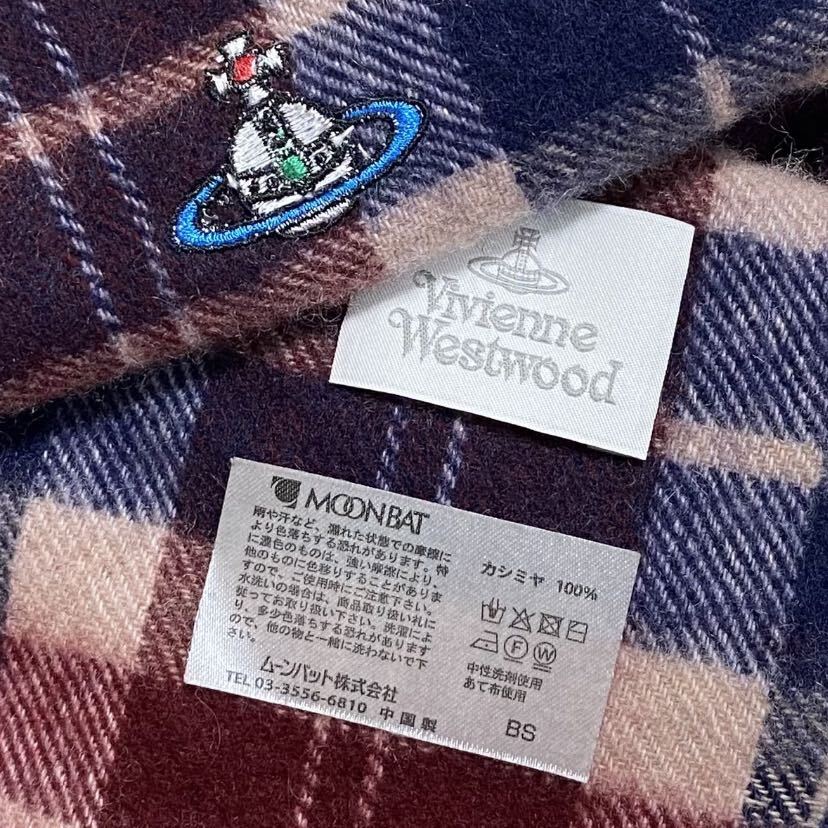 Vivienne
Westwood
MOONBAT
雨や汗など、濡れた状態での摩擦に
より色落ちする恐れがあります。特
に濃色のものは、強い摩擦により、
他のものに色移りすることがありま
すので、ご使用時にご注意下さい。
水洗いの場合は、商品取り扱い札に
従ってお取り扱い下さい。洗濯によ
り、多少色落ちする恐れがあります
ので、他の物と一緒に洗わないで下
さい。
ムーンバット株式会社
TEL 03-3556-6810 中国製
カシミヤ 100%
F W
中性洗剤使用
あて布使用
BS